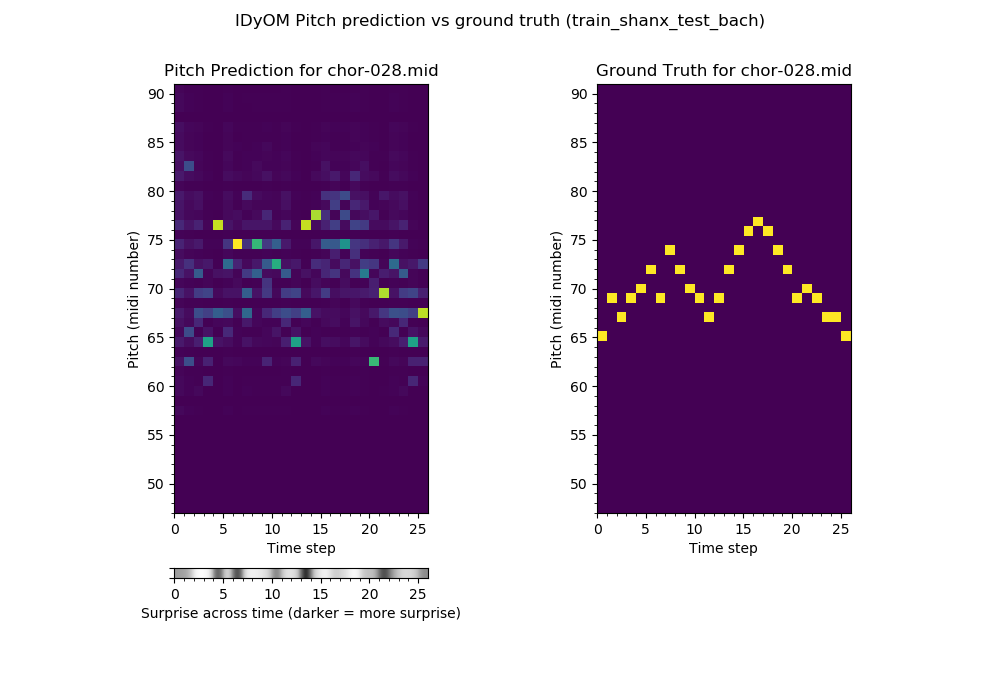 IDyOM Pitch prediction vs ground truth (train_shanx_test_bach)
Pitch Prediction for chor-028.mid
Pitch (midi number)
90
85
80
75
70
65
60
55
50
0 5 10 15 20 25
Time step
0 5 10 15 20 25
Surprise across time (darker = more surprise)
Ground Truth for chor-028.mid
Pitch (midi number)
90
85
80
75
70
65
60
55
50
0 5 10 15 20 25
Time step